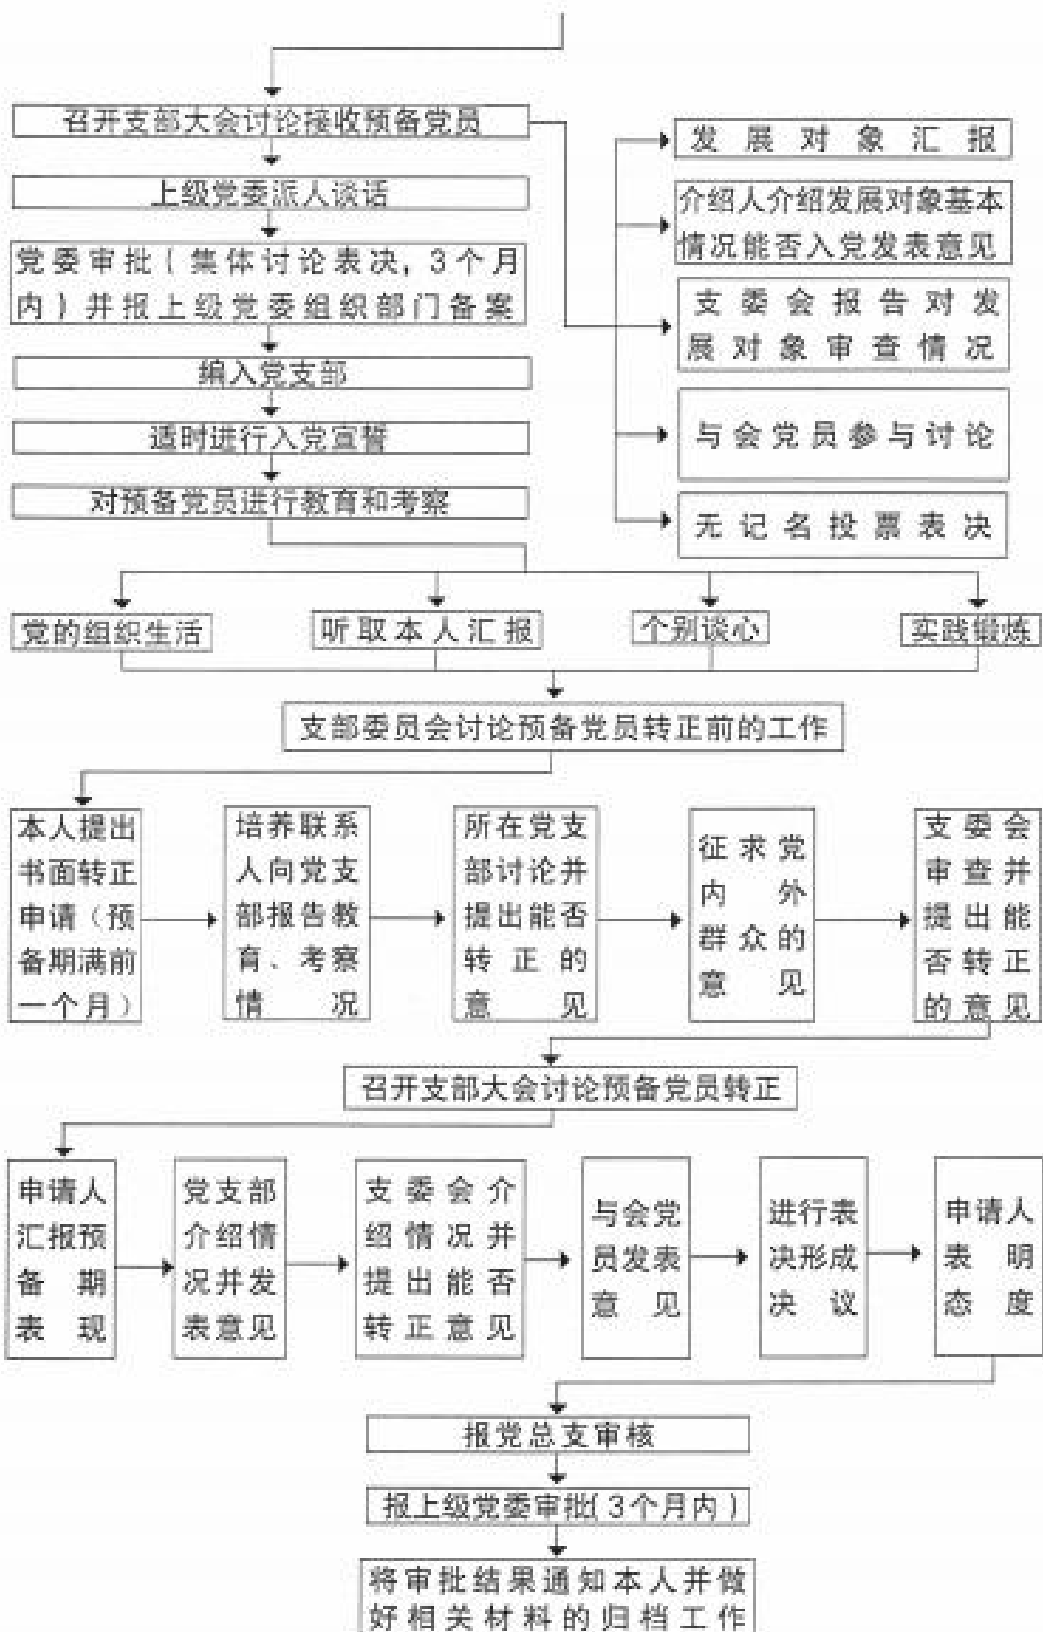 召开支部大会讨论接收预备党员
上级党委派人谈话
党委审批(集体讨论表决,3个月
内)并报上级党委组织部门备案
编入党支部
适时进行入党宣誓
对预备党员进行教育和考察
发展对象汇报
介绍人介绍发展对象基本
情况能否入党发表意见
支委会报告对发
展对象审查情况
与会党员参与讨论
无记名投票表决
党的组织生活
听取本人汇报
个别谈心
实践锻炼
支部委员会讨论预备党员转正前的工作
本人提出
书面转正
申请(预
备期满前
一个月)
培养联系
人向党支
部报告教
育、考察
情况
所在党支
部讨论并
提出能否
转正的
意见
征求党
内外
群众的
意见
支委会
审查并
提出能
否转正
的意见
召开支部大会讨论预备党员转正
申请人
汇报预
备期
表现
党支部
介绍情
况并发
表意见
支委会介
绍情况并
提出能否
转正意见
与会党
员发表
意见
进行表
决形成
决议
申请人
表明
态度
报党总支审核
报上级党委审批(3个月内)
将审批结果通知本人并做
好相关材料的归档工作